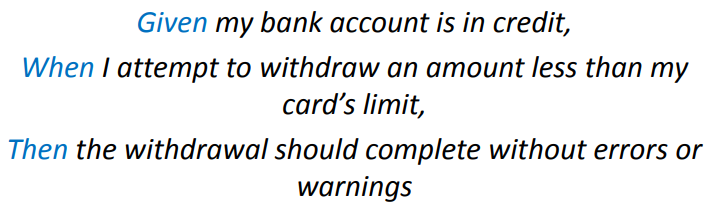 Given my bank account is in credit,
When I attempt to withdraw an amount less than my
card’s limit,
Then the withdrawal should complete without errors or
warnings